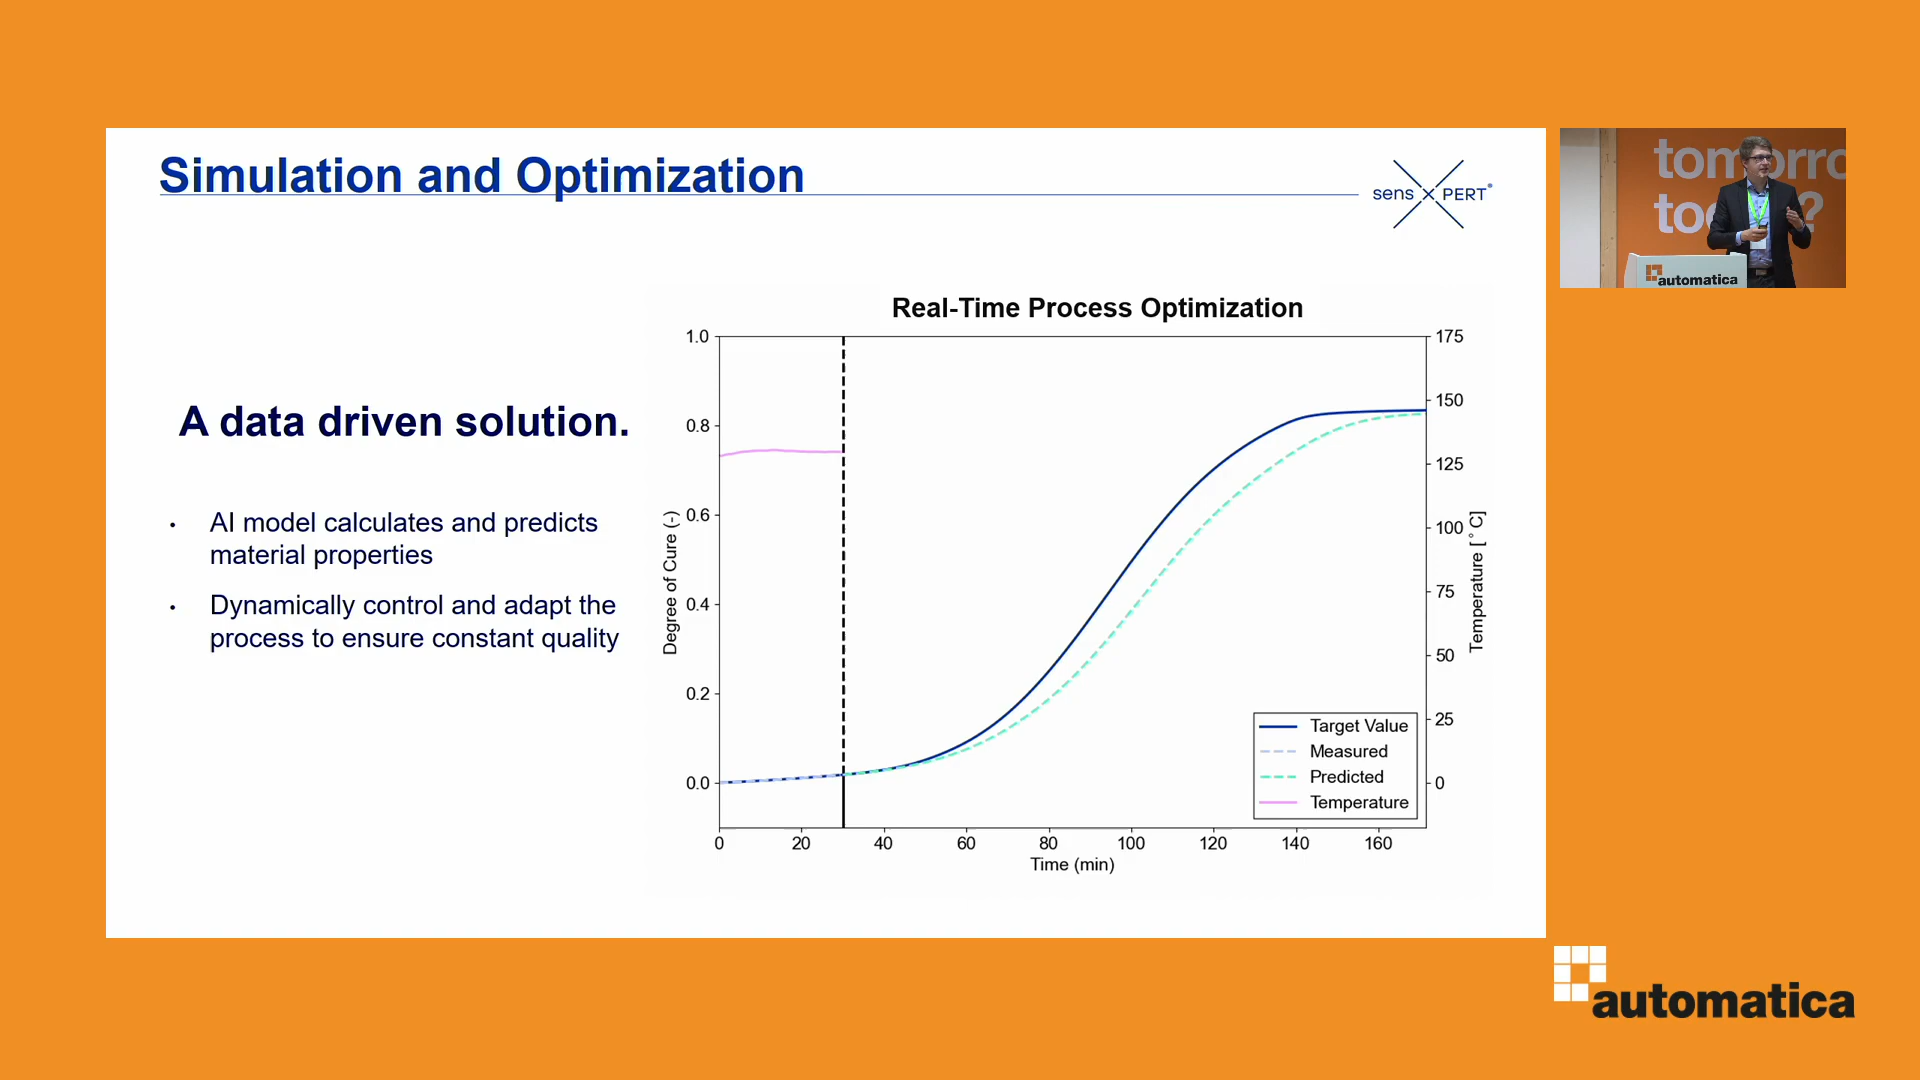 Simulation and Optimization
sens PERT
A data driven solution.
• AI model calculates and predicts
material properties
• Dynamically control and adapt the
process to ensure constant quality
Real-Time Process Optimization
1.0
0.8
0.6
0.4
0.2
0.0
Degree of Cure (-)
175
150
125
100
75
50
25
0
Temperature [°C]
Target Value
Measured
Predicted
Temperature
0 20 40 60 80 100 120 140 160
Time (min)
automatica
automatica